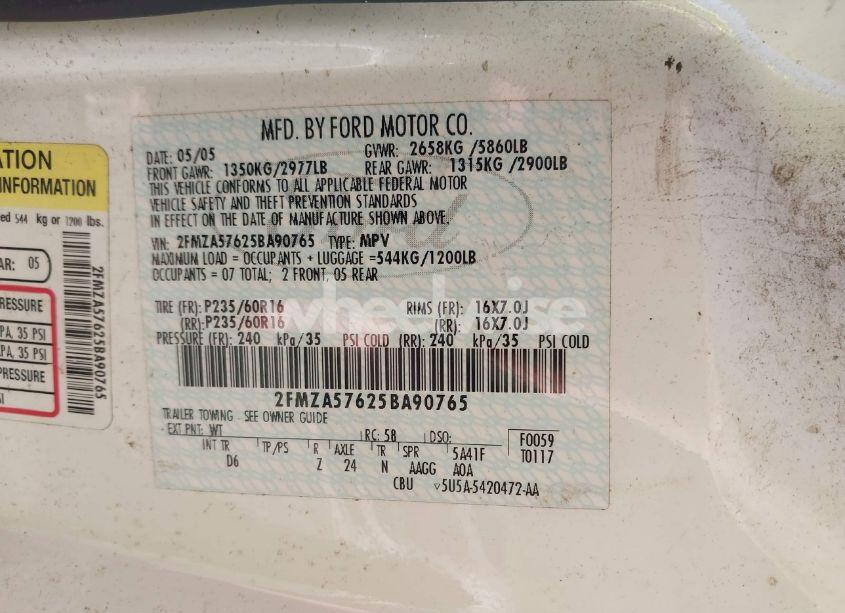 ATION
INFORMATION
ed 544 kg or 1200 lbs.
AR: 05
PRESSURE
PA, 35 PSI
PA, 35 PSI
PRESSURE
SI
2FMZA57625BA90765
MFD. BY FORD MOTOR CO.
DATE: 05/05 GVWR: 2658KG /5860LB
FRONT GAWR: 1350KG/2977LB REAR GAWR: 1315KG /2900LB
THIS VEHICLE CONFORMS TO ALL APPLICABLE FEDERAL MOTOR
VEHICLE SAFETY AND THEFT PREVENTION STANDARDS
IN EFFECT ON THE DATE OF MANUFACTURE SHOWN ABOVE.
VIN: 2FMZA57625BA90765 TYPE: MPV
MAXIMUM LOAD = OCCUPANTS + LUGGAGE =544KG/1200LB
OCCUPANTS = 07 TOTAL; 2 FRONT, 05 REAR
Ford
wheelwise
TIRE (FR): P235/60R16 RIMS (FR): 16X7.0J
(RR): P235/60R16 (RR): 16X7.0J
PRESSURE (FR): 240 kPa/35 PSI COLD (RR): 240 kPa/35 PSI COLD
2FMZA57625BA90765
TRAILER TOWING - SEE OWNER GUIDE
EXT PNT: WT RC: 58 DSO: F0059
INT TR TP/PS R AXLE TR SPR 5A41F T0117
D6 Z 24 N AAGG A0A
CBU ▽5U5A-5420472-AA